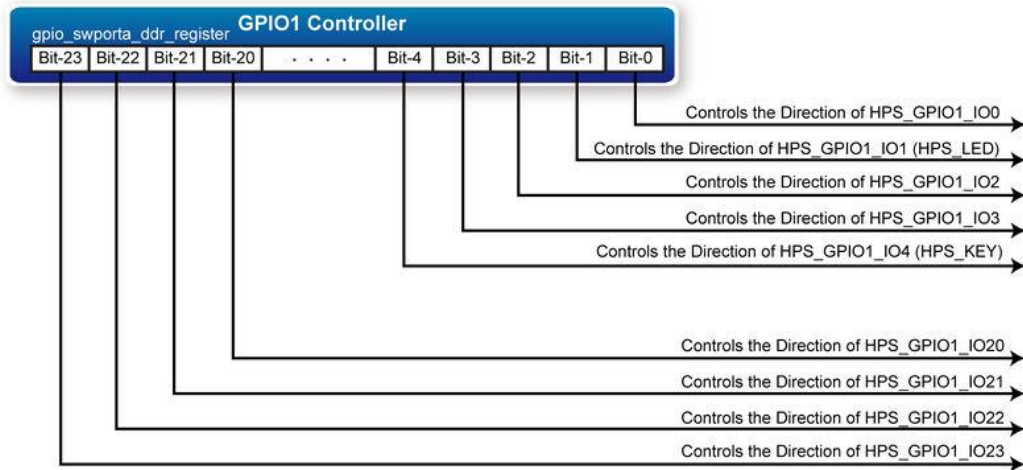 GPIO1 Controller
gpio_swporta_ddr_register
Bit-23 Bit-22 Bit-21 Bit-20 . . . . Bit-4 Bit-3 Bit-2 Bit-1 Bit-0
Controls the Direction of HPS_GPIO1_IO0
Controls the Direction of HPS_GPIO1_IO1 (HPS_LED)
Controls the Direction of HPS_GPIO1_IO2
Controls the Direction of HPS_GPIO1_IO3
Controls the Direction of HPS_GPIO1_IO4 (HPS_KEY)
Controls the Direction of HPS_GPIO1_IO20
Controls the Direction of HPS_GPIO1_IO21
Controls the Direction of HPS_GPIO1_IO22
Controls the Direction of HPS_GPIO1_IO23